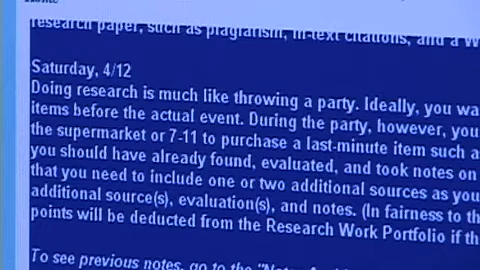 research paper, such as plagiarism, in-text citations, and a W
Saturday, 4/12
Doing research is much like throwing a party. Ideally, you wa
items before the actual event. During the party, however, you
the supermarket or 7-11 to purchase a last-minute item such a
you should have already found, evaluated, and took notes on
that you need to include one or two additional sources as you
additional source(s), evaluation(s), and notes. (In fairness to th
points will be deducted from the Research Work Portfolio if th
To see previous notes, go to the